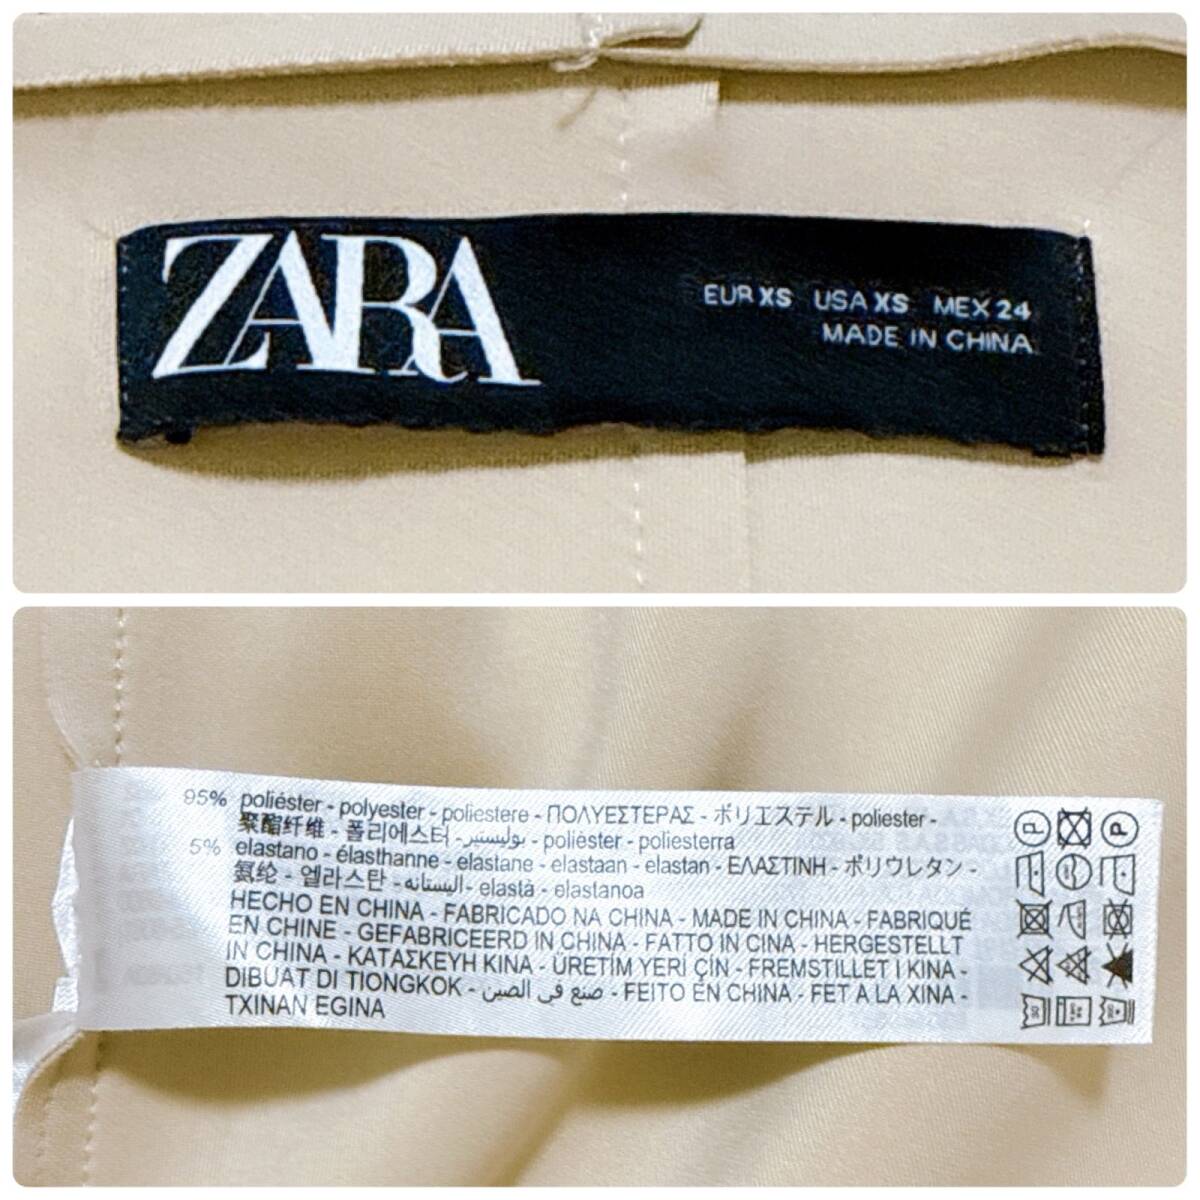 ZARA
EUR XS USA XS MEX 24
MADE IN CHINA
95% poliéster - polyester - poliestere - ΠΟΛΥΕΣΤΕΡΑΣ - ポリエステル - poliester -
聚酯纤维 - 폴리에스터 - بوليستير - polièster - poliesterra
5% elastano - élasthanne - elastane - elastaan - elastan - ΕΛΑΣΤΙΝΗ - ポリウレタン -
氨纶 - 엘라스탄 - اليستانه - elastà - elastanoa
HECHO EN CHINA - FABRICADO NA CHINA - MADE IN CHINA - FABRIQUÉ
EN CHINE - GEFABRICEERD IN CHINA - FATTO IN CINA - HERGESTELLT
IN CHINA - ΚΑΤΑΣΚΕΥΗ ΚΙΝΑ - ÜRETİM YERİ ÇİN - FREMSTILLET I KINA -
DIBUAT DI TIONGKOK - صنع في الصين - FEITO EN CHINA - FET A LA XINA -
TXINAN EGINA